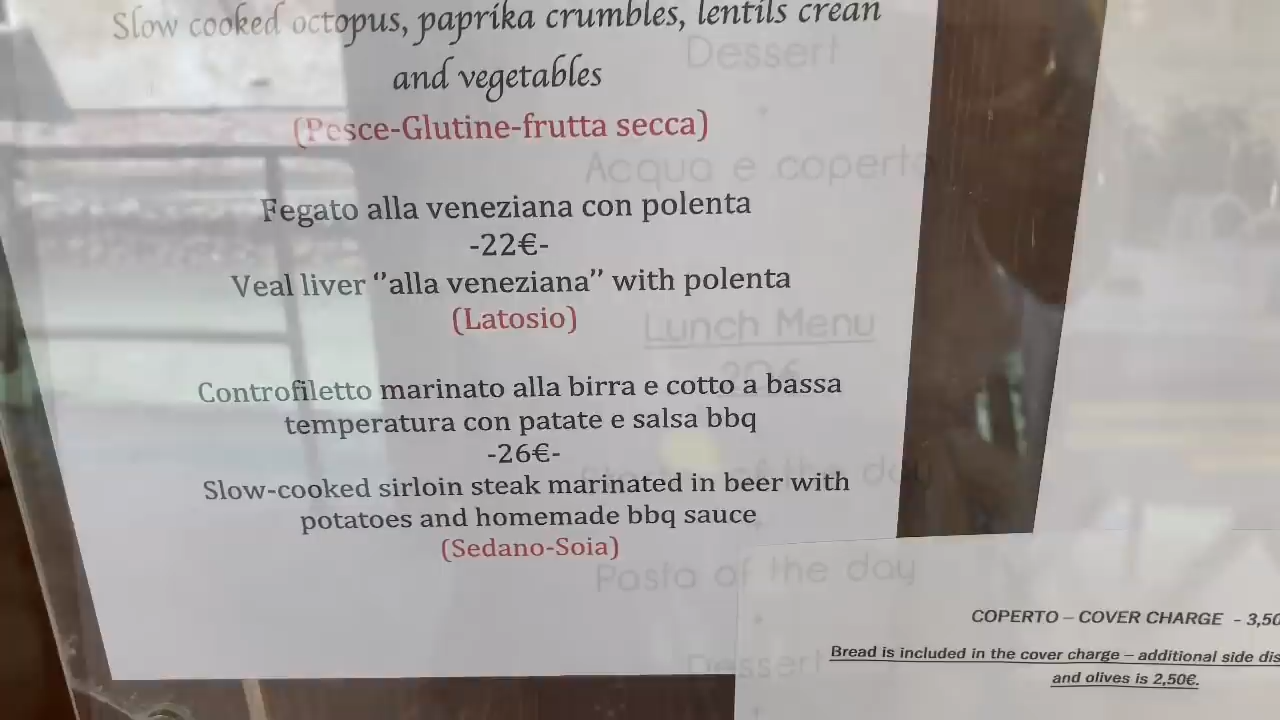 Slow cooked octopus, paprika crumbles, lentils crean
and vegetables
(Pesce-Glutine-frutta secca)
Fegato alla veneziana con polenta
-22€-
Veal liver ‘’alla veneziana’’ with polenta
(Latosio)
Controfiletto marinato alla birra e cotto a bassa
temperatura con patate e salsa bbq
-26€-
Slow-cooked sirloin steak marinated in beer with
potatoes and homemade bbq sauce
(Sedano-Soia)
Dessert
Acqua e coperto
Lunch Menu
20€
of the day
Pasta of the day
Dessert
COPERTO – COVER CHARGE - 3,50
Bread is included in the cover charge – additional side dis
and olives is 2,50€.